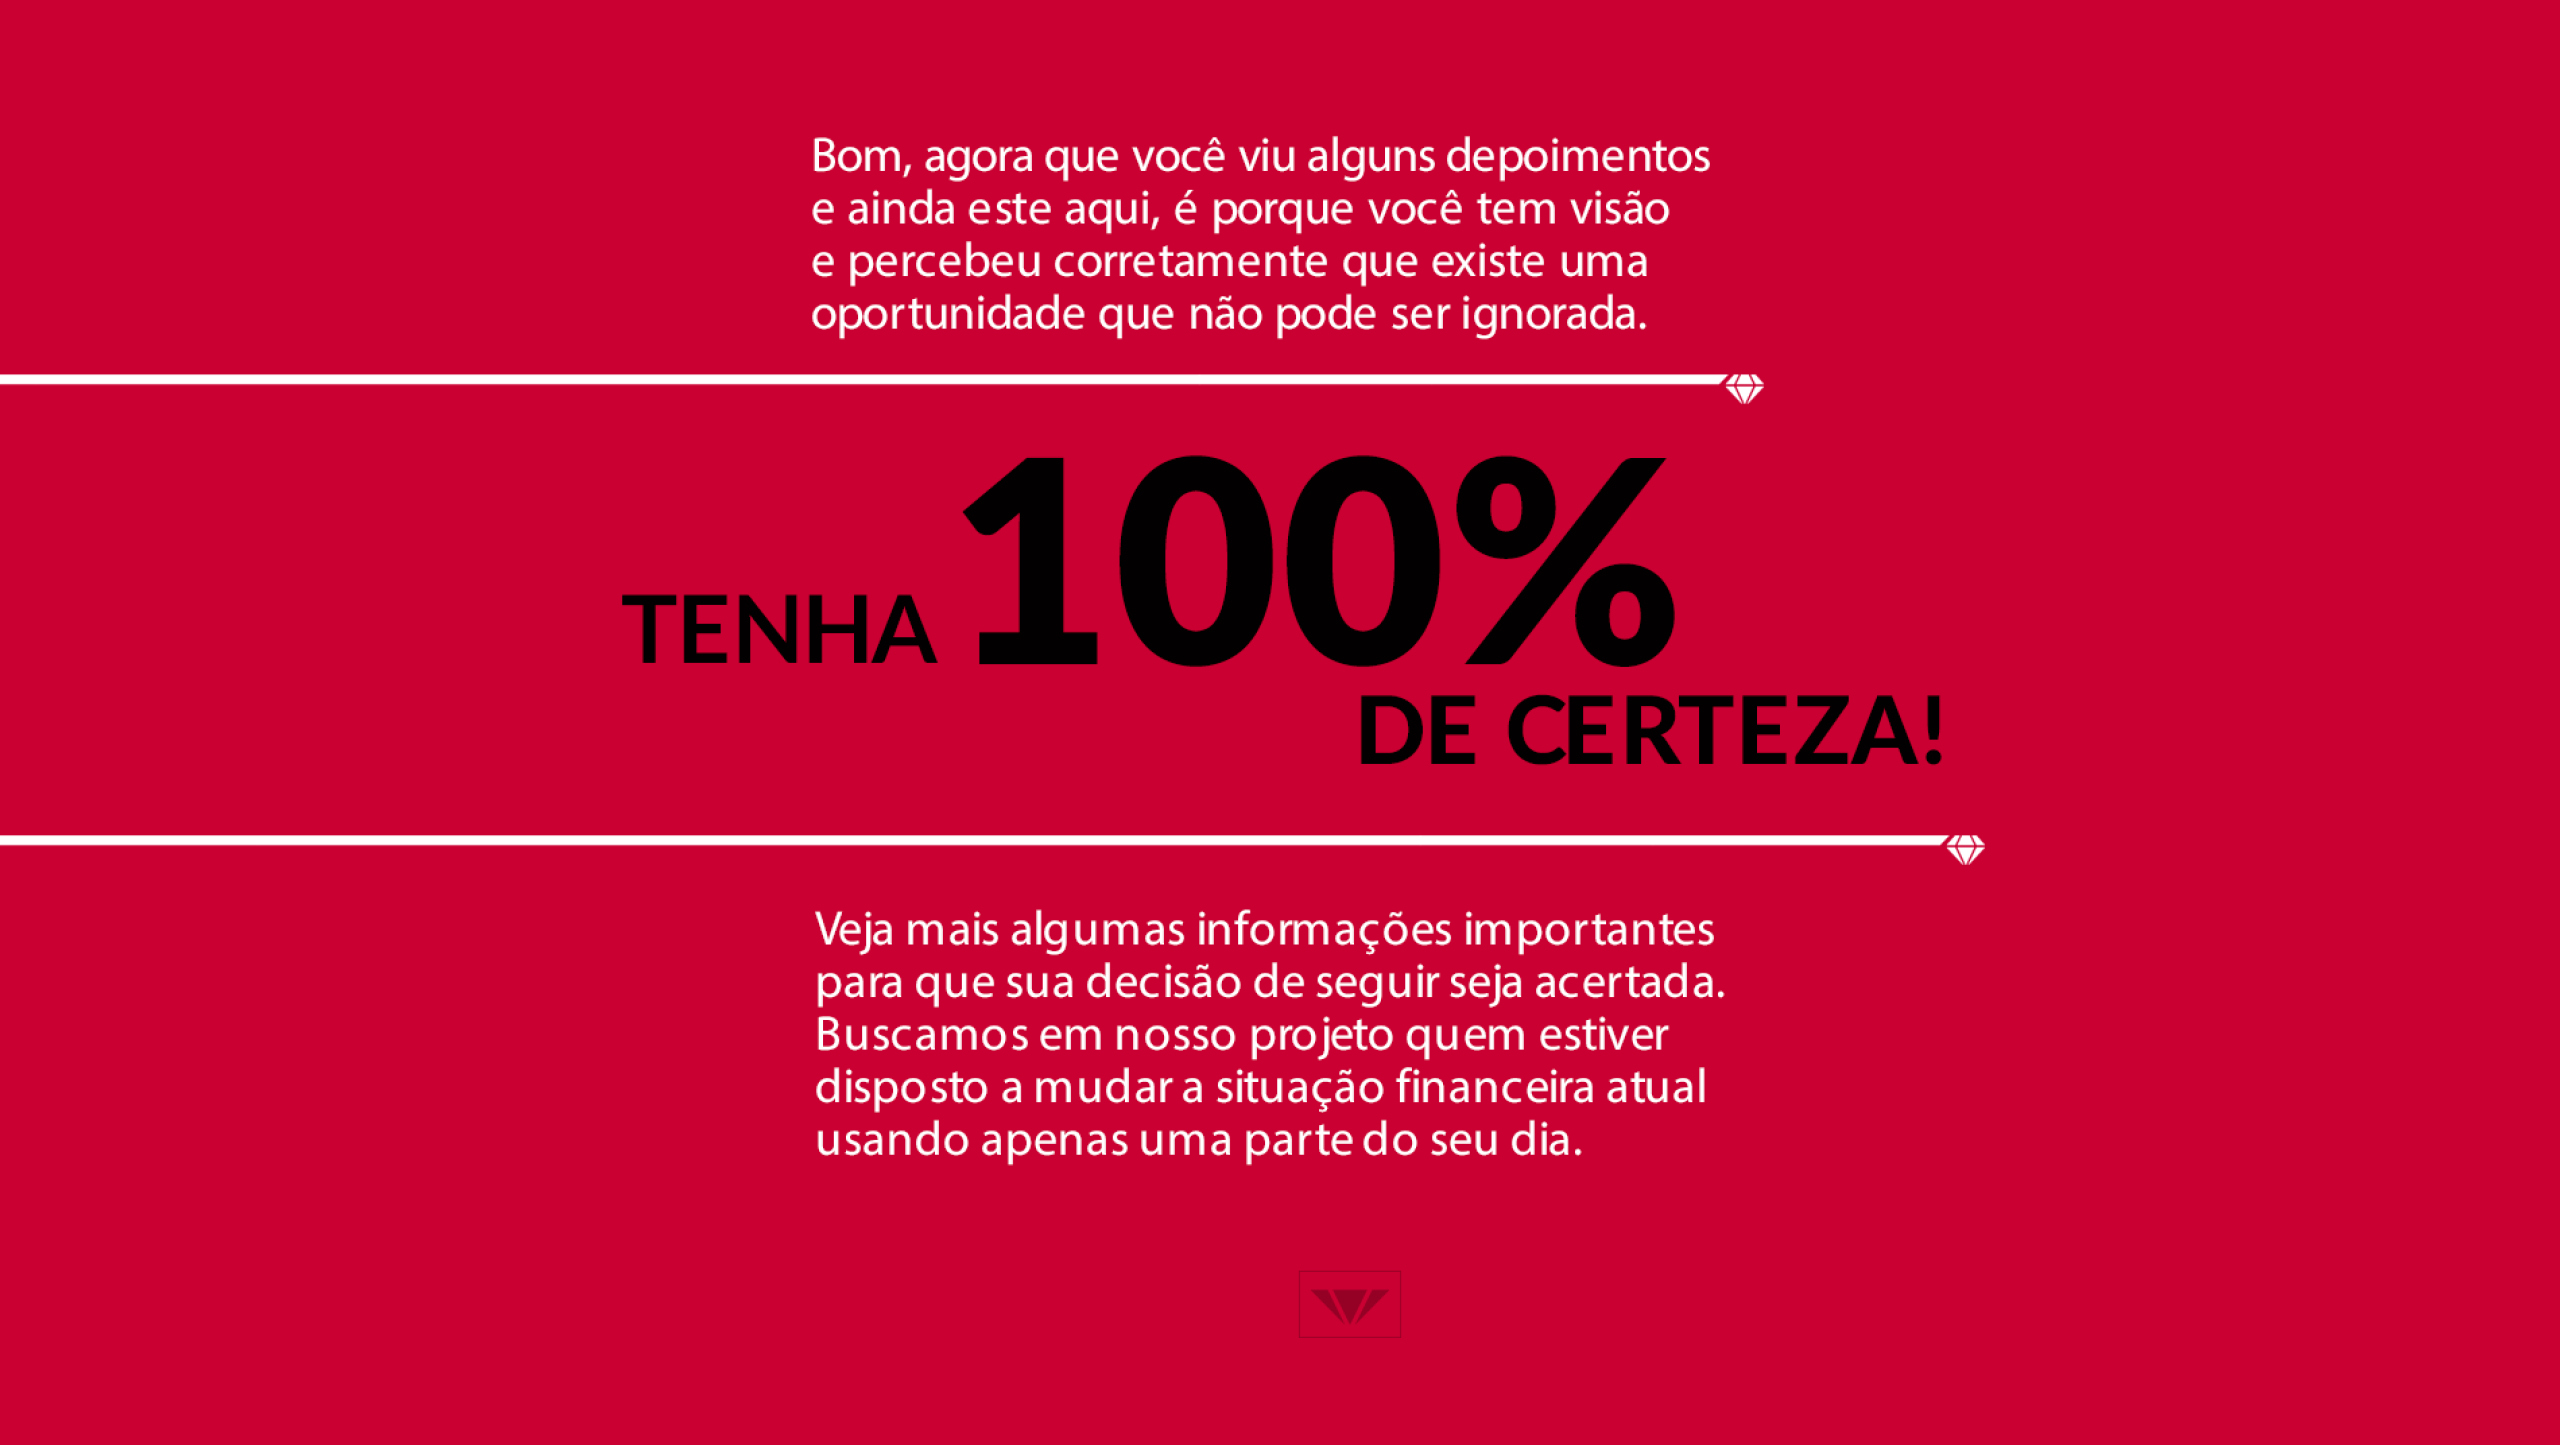 Bom, agora que você viu alguns depoimentos
e ainda este aqui, é porque você tem visão
e percebeu corretamente que existe uma
oportunidade que não pode ser ignorada.
TENHA 100%
DE CERTEZA!
Veja mais algumas informações importantes
para que sua decisão de seguir seja acertada.
Buscamos em nosso projeto quem estiver
disposto a mudar a situação financeira atual
usando apenas uma parte do seu dia.